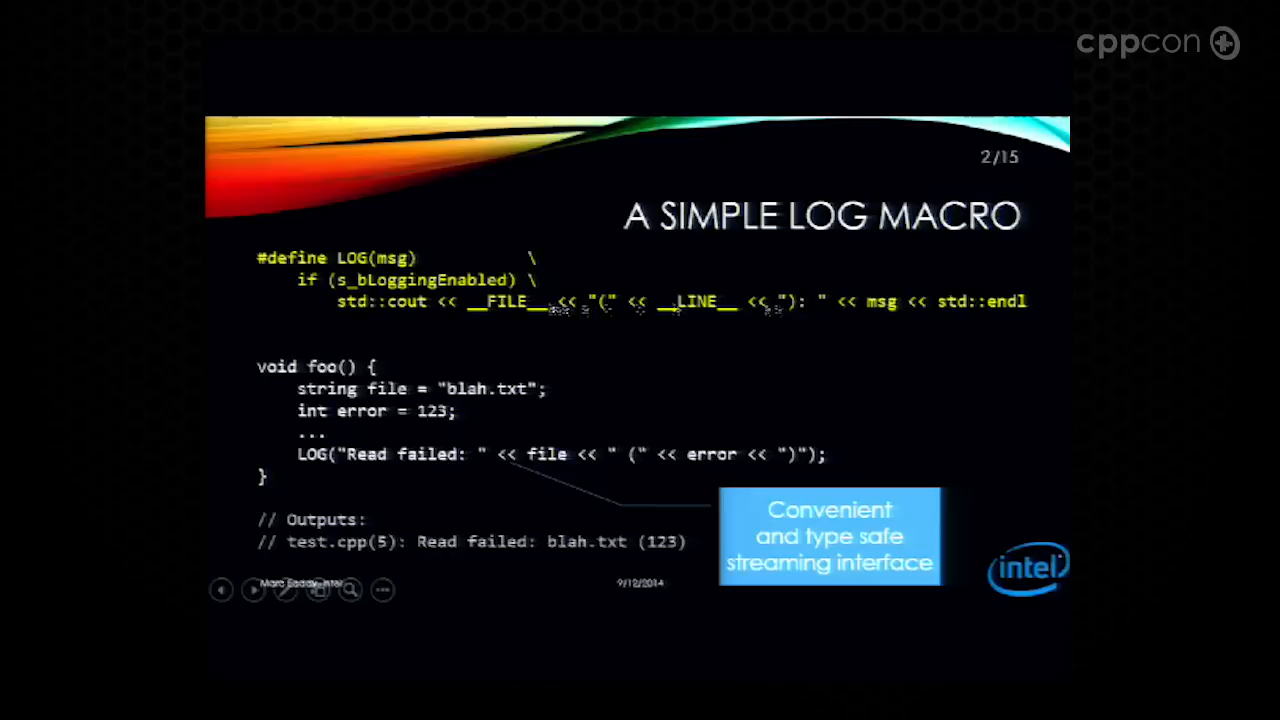 cppcon
2/15
A SIMPLE LOG MACRO
#define LOG(msg) \
if (s_bLoggingEnabled) \
std::cout << __FILE__ << "(" << __LINE__ << "): " << msg << std::endl
void foo() {
string file = "blah.txt";
int error = 123;
...
LOG("Read failed: " << file << " (" << error << ")");
}
// Outputs:
// test.cpp(5): Read failed: blah.txt (123)
Convenient
and type safe
streaming interface
Marc Intel
9/12/2014
intel